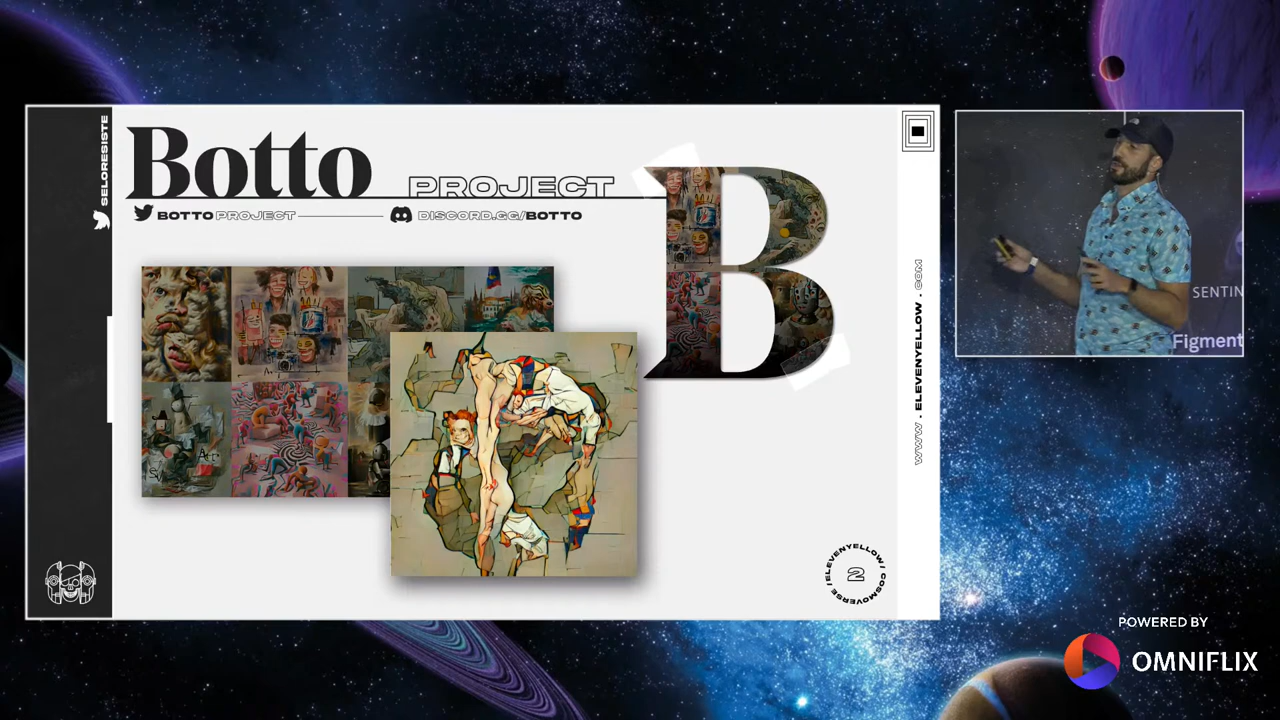 SELORESISTE
Botto
PROJECT
BOTTO PROJECT
DISCORD.GG/BOTTO
B
WWW . ELEVENYELLOW . COM
/ELEVENYELLOW/ COSMOVERSE
2
SENTIN
Figment
POWERED BY
OMNIFLIX